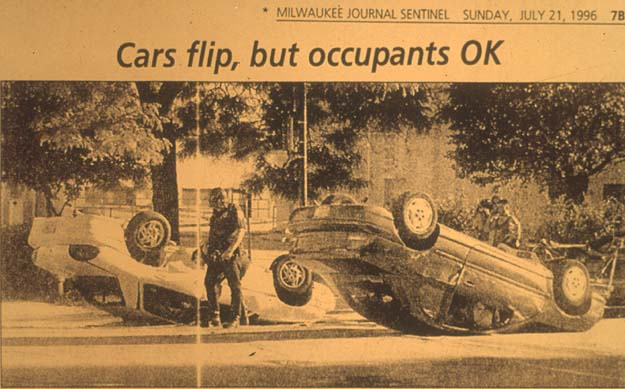 * MILWAUKEE JOURNAL SENTINEL SUNDAY, JULY 21, 1996 7B
Cars flip, but occupants OK